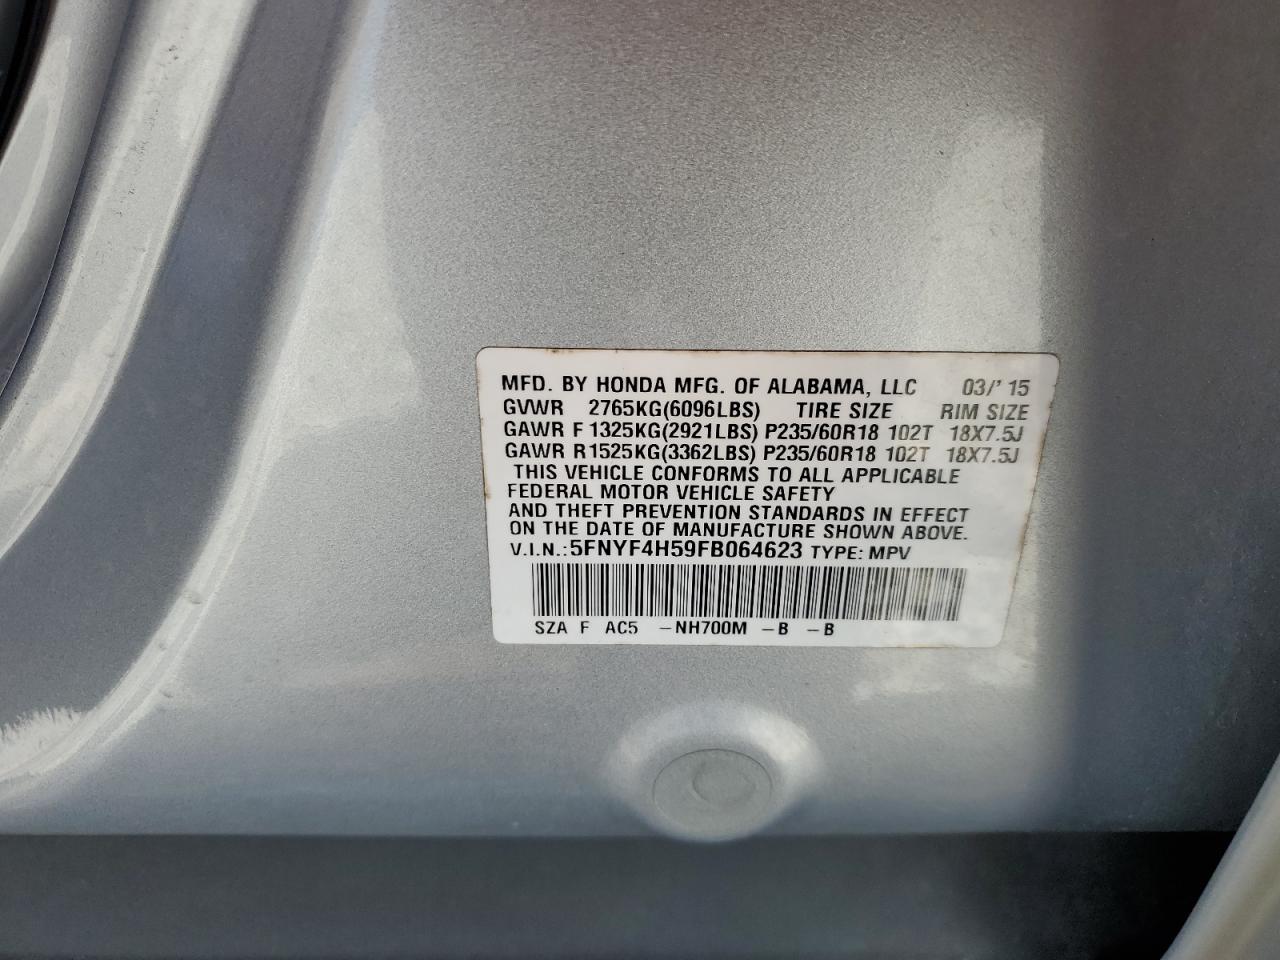 MFD. BY HONDA MFG. OF ALABAMA, LLC 03/' 15
GVWR 2765KG(6096LBS) TIRE SIZE RIM SIZE
GAWR F 1325KG(2921LBS) P235/60R18 102T 18X7.5J
GAWR R 1525KG(3362LBS) P235/60R18 102T 18X7.5J
THIS VEHICLE CONFORMS TO ALL APPLICABLE
FEDERAL MOTOR VEHICLE SAFETY
AND THEFT PREVENTION STANDARDS IN EFFECT
ON THE DATE OF MANUFACTURE SHOWN ABOVE.
V.I.N.: 5FNYF4H59FB064623 TYPE: MPV
SZA F AC5 -NH700M -B -B